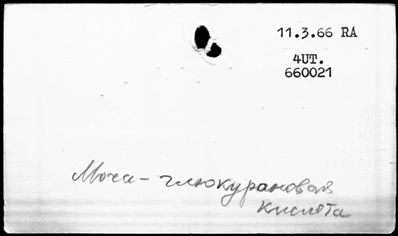 11.3.66 RA
4UT.
660021
Моча - глюкуроновая
кислота